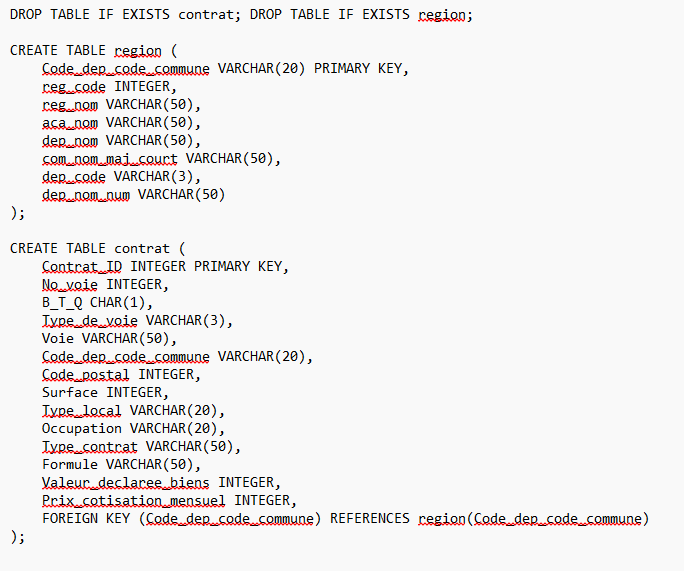 DROP TABLE IF EXISTS contrat; DROP TABLE IF EXISTS region;
CREATE TABLE region (
Code_dep_code_commune VARCHAR(20) PRIMARY KEY,
reg_code INTEGER,
reg_nom VARCHAR(50),
aca_nom VARCHAR(50),
dep_nom VARCHAR(50),
com_nom_maj_court VARCHAR(50),
dep_code VARCHAR(3),
dep_nom_num VARCHAR(50)
);
CREATE TABLE contrat (
Contrat_ID INTEGER PRIMARY KEY,
No_voie INTEGER,
B_T_Q CHAR(1),
Type_de_voie VARCHAR(3),
Voie VARCHAR(50),
Code_dep_code_commune VARCHAR(20),
Code_postal INTEGER,
Surface INTEGER,
Type_local VARCHAR(20),
Occupation VARCHAR(20),
Type_contrat VARCHAR(50),
Formule VARCHAR(50),
Valeur_declaree_biens INTEGER,
Prix_cotisation_mensuel INTEGER,
FOREIGN KEY (Code_dep_code_commune) REFERENCES region(Code_dep_code_commune)
);